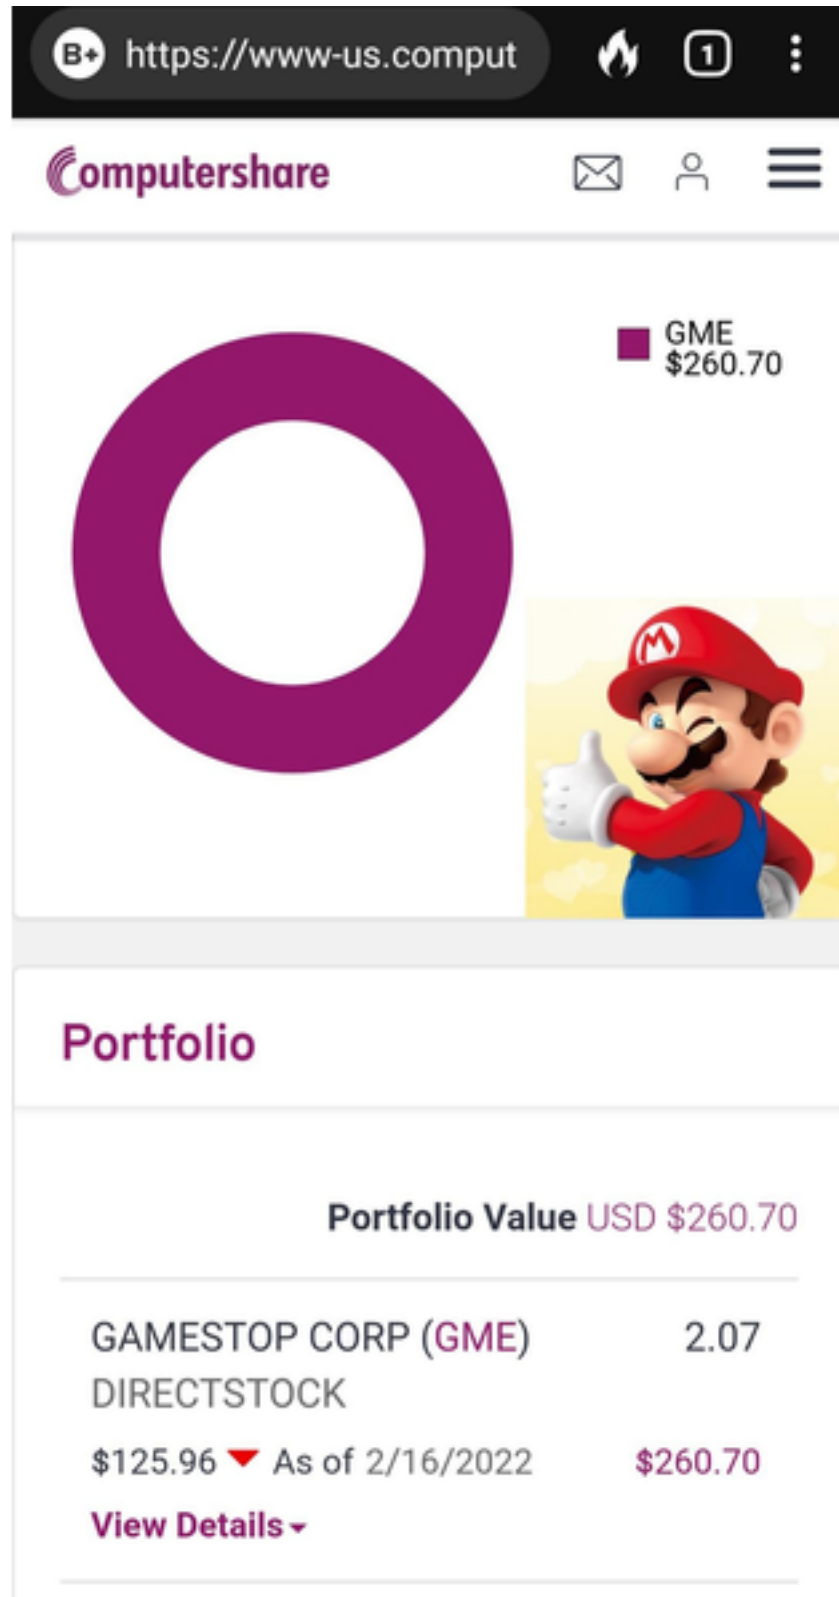 B+ https://www-us.comput 1
Computershare
GME
$260.70
M
Portfolio
Portfolio Value USD $260.70
GAMESTOP CORP (GME) 2.07
DIRECTSTOCK
$125.96 As of 2/16/2022 $260.70
View Details